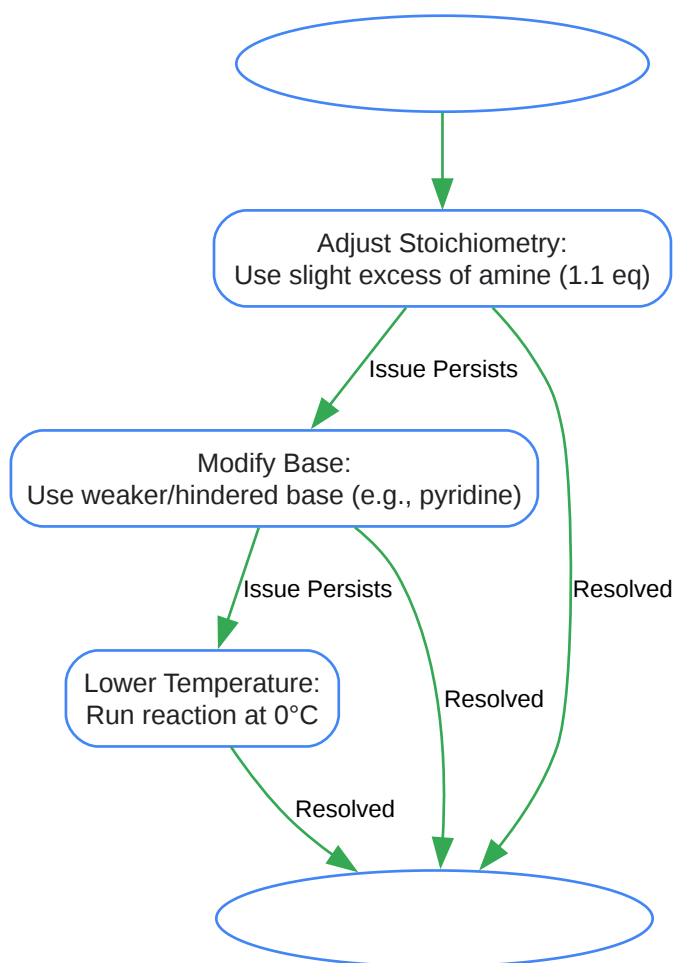 Adjust Stoichiometry:
Use slight excess of amine (1.1 eq)
Issue Persists
Modify Base:
Use weaker/hindered base (e.g., pyridine)
Issue Persists
Resolved
Lower Temperature:
Run reaction at 0°C
Resolved
Resolved